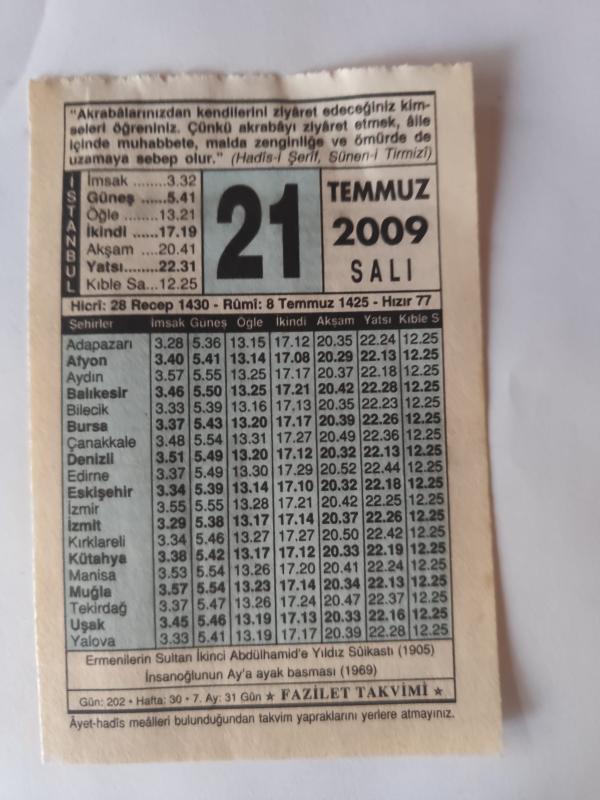 "Akrabâlarınızdan kendilerini ziyâret edeceğiniz kim-
seleri öğreniniz. Çünkü akrabayı ziyâret etmek, âile
içinde muhabbete, malda zenginliğe ve ömürde de
uzamaya sebep olur." (Hadîs-i Şerîf, Sünen-i Tirmizî)
İSTANBUL
İmsak ........3.32
Güneş ......5.41
Öğle ........13.21
İkindi ......17.19
Akşam ....20.41
Yatsı........22.31
Kıble Sa...12.25
21
TEMMUZ
2009
SALI
Hicrî: 28 Recep 1430 - Rûmî: 8 Temmuz 1425 - Hızır 77
Şehirler İmsak Güneş Öğle İkindi Akşam Yatsı Kıble S
Adapazarı 3.28 5.36 13.15 17.12 20.35 22.24 12.25
Afyon 3.40 5.41 13.14 17.08 20.29 22.13 12.25
Aydın 3.57 5.55 13.25 17.17 20.37 22.18 12.25
Balıkesir 3.46 5.50 13.25 17.21 20.42 22.28 12.25
Bilecik 3.33 5.39 13.16 17.13 20.35 22.23 12.25
Bursa 3.37 5.43 13.20 17.17 20.39 22.26 12.25
Çanakkale 3.48 5.54 13.31 17.27 20.49 22.36 12.25
Denizli 3.51 5.49 13.20 17.12 20.32 22.13 12.25
Edirne 3.37 5.49 13.30 17.29 20.52 22.44 12.25
Eskişehir 3.34 5.39 13.14 17.10 20.32 22.18 12.25
İzmir 3.55 5.55 13.28 17.21 20.42 22.25 12.25
İzmit 3.29 5.38 13.17 17.14 20.37 22.26 12.25
Kırklareli 3.34 5.46 13.27 17.27 20.50 22.42 12.25
Kütahya 3.38 5.42 13.17 17.12 20.33 22.19 12.25
Manisa 3.53 5.54 13.26 17.20 20.41 22.24 12.25
Muğla 3.57 5.54 13.23 17.14 20.34 22.13 12.25
Tekirdağ 3.37 5.47 13.26 17.24 20.47 22.37 12.25
Uşak 3.45 5.46 13.19 17.13 20.33 22.16 12.25
Yalova 3.33 5.41 13.19 17.17 20.39 22.28 12.25
Ermenilerin Sultan İkinci Abdülhamid'e Yıldız Sûikastı (1905)
İnsanoğlunun Ay'a ayak basması (1969)
Gün: 202 • Hafta: 30 • 7. Ay: 31 Gün ★ FAZİLET TAKVİMİ ★
Âyet-hadîs meâlleri bulunduğundan takvim yapraklarını yerlere atmayınız.